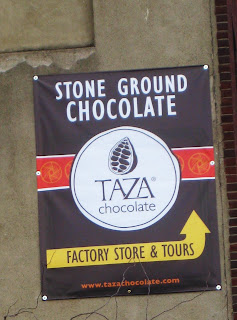 STONE GROUND
CHOCOLATE
TAZA®
chocolate
FACTORY STORE & TOURS
www.tazachocolate.com